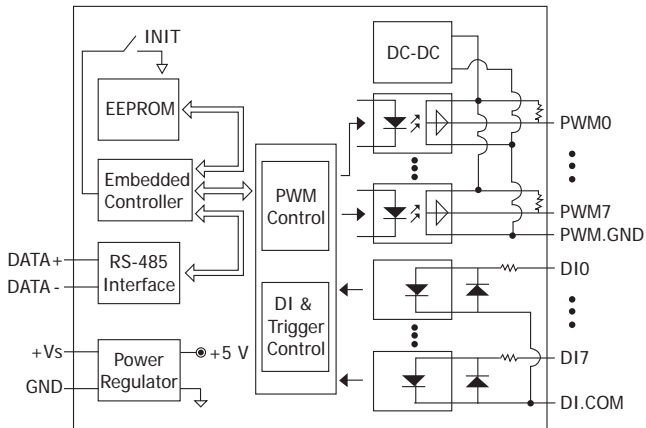 INIT
DC-DC
EEPROM
PWM0
Embedded
Controller
PWM
Control
PWM7
PWM.GND
DATA+
DATA-
RS-485
Interface
DI0
DI &
Trigger
Control
+Vs
GND
Power
Regulator
+5 V
DI7
DI.COM